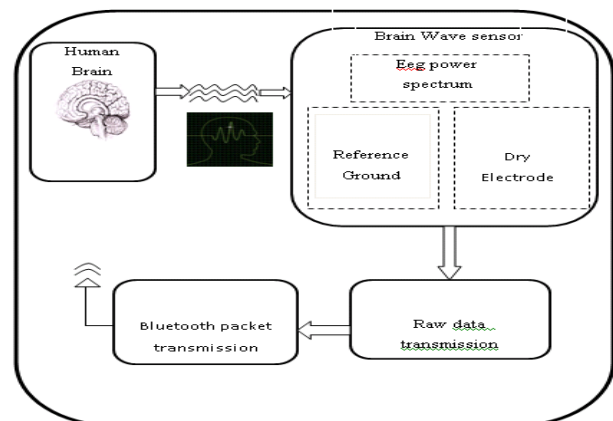 Human
Brain
Brain Wave sensor
Eeg power
spectrum
Reference
Ground
Dry
Electrode
Bluetooth packet
transmission
Raw data
transmission